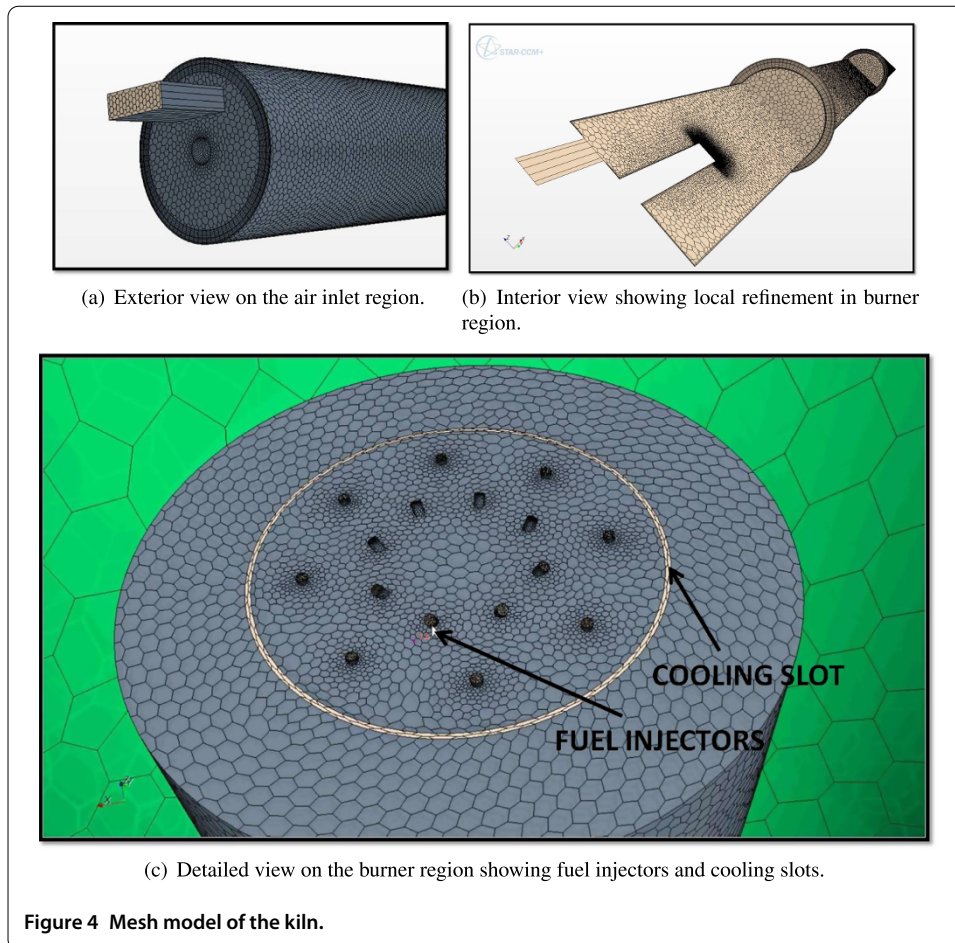 STAR-CCM+
(a) Exterior view on the air inlet region.
(b) Interior view showing local refinement in burner
region.
COOLING SLOT
FUEL INJECTORS
(c) Detailed view on the burner region showing fuel injectors and cooling slots.
Figure 4 Mesh model of the kiln.